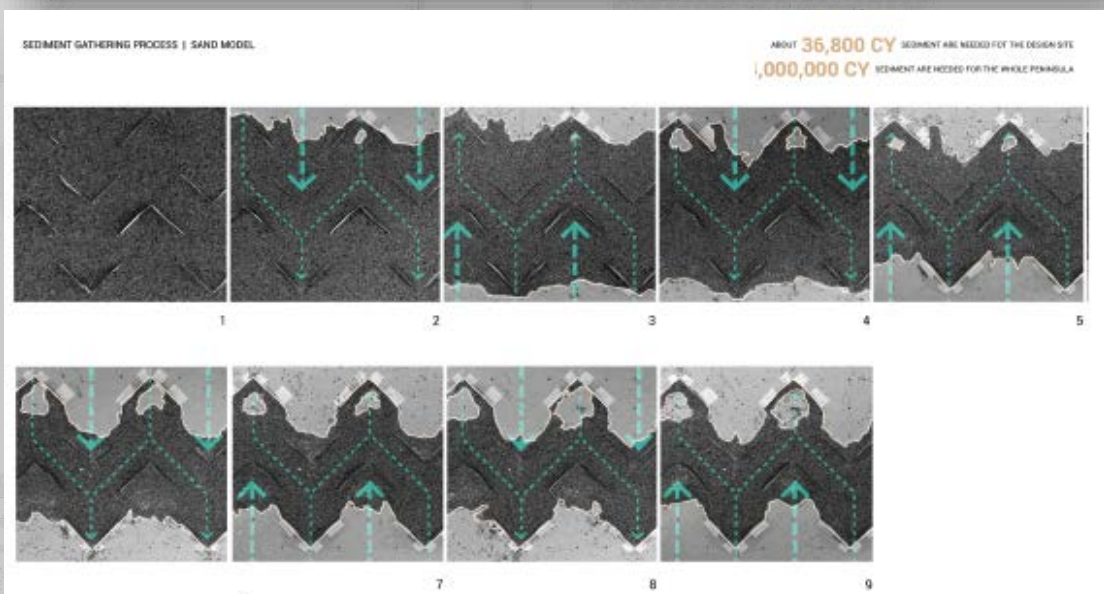 SEDIMENT GATHERING PROCESS | SAND MODEL
ABOUT 36,800 CY SEDIMENT ARE NEEDED FOT THE DESIGN SITE
,000,000 CY SEDIMENT ARE NEEDED FOR THE WHOLE PENINSULA
1 2 3 4 5
7 8 9